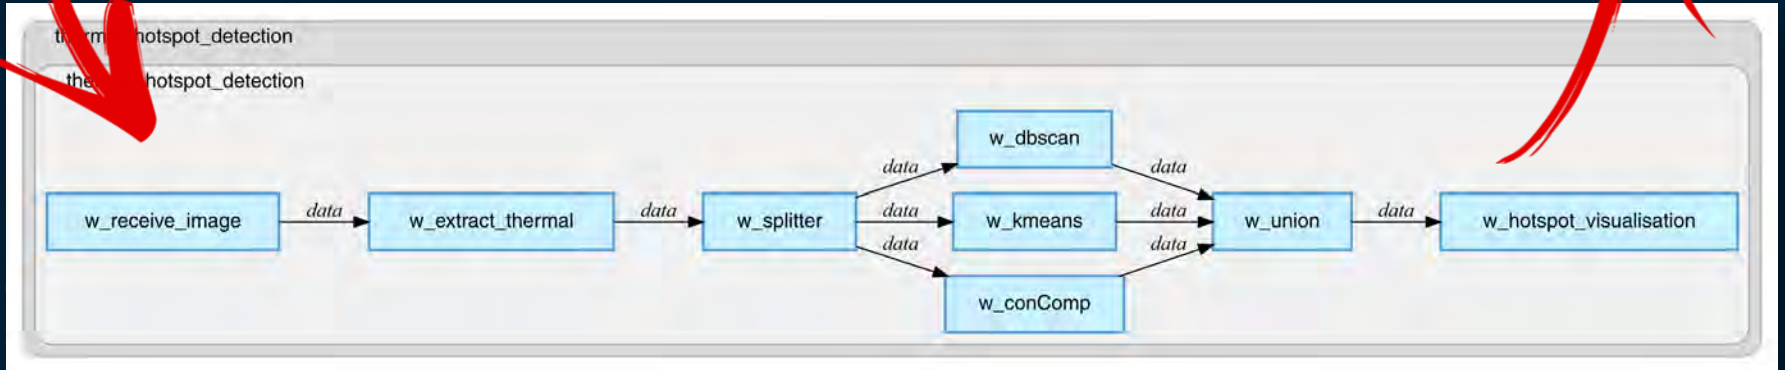 hotspot_detection
hotspot_detection
w_dbscan
data
data
w_receive_image
data
w_extract_thermal
data
w_splitter
data
w_kmeans
data
w_union
data
w_hotspot_visualisation
data
data
w_conComp